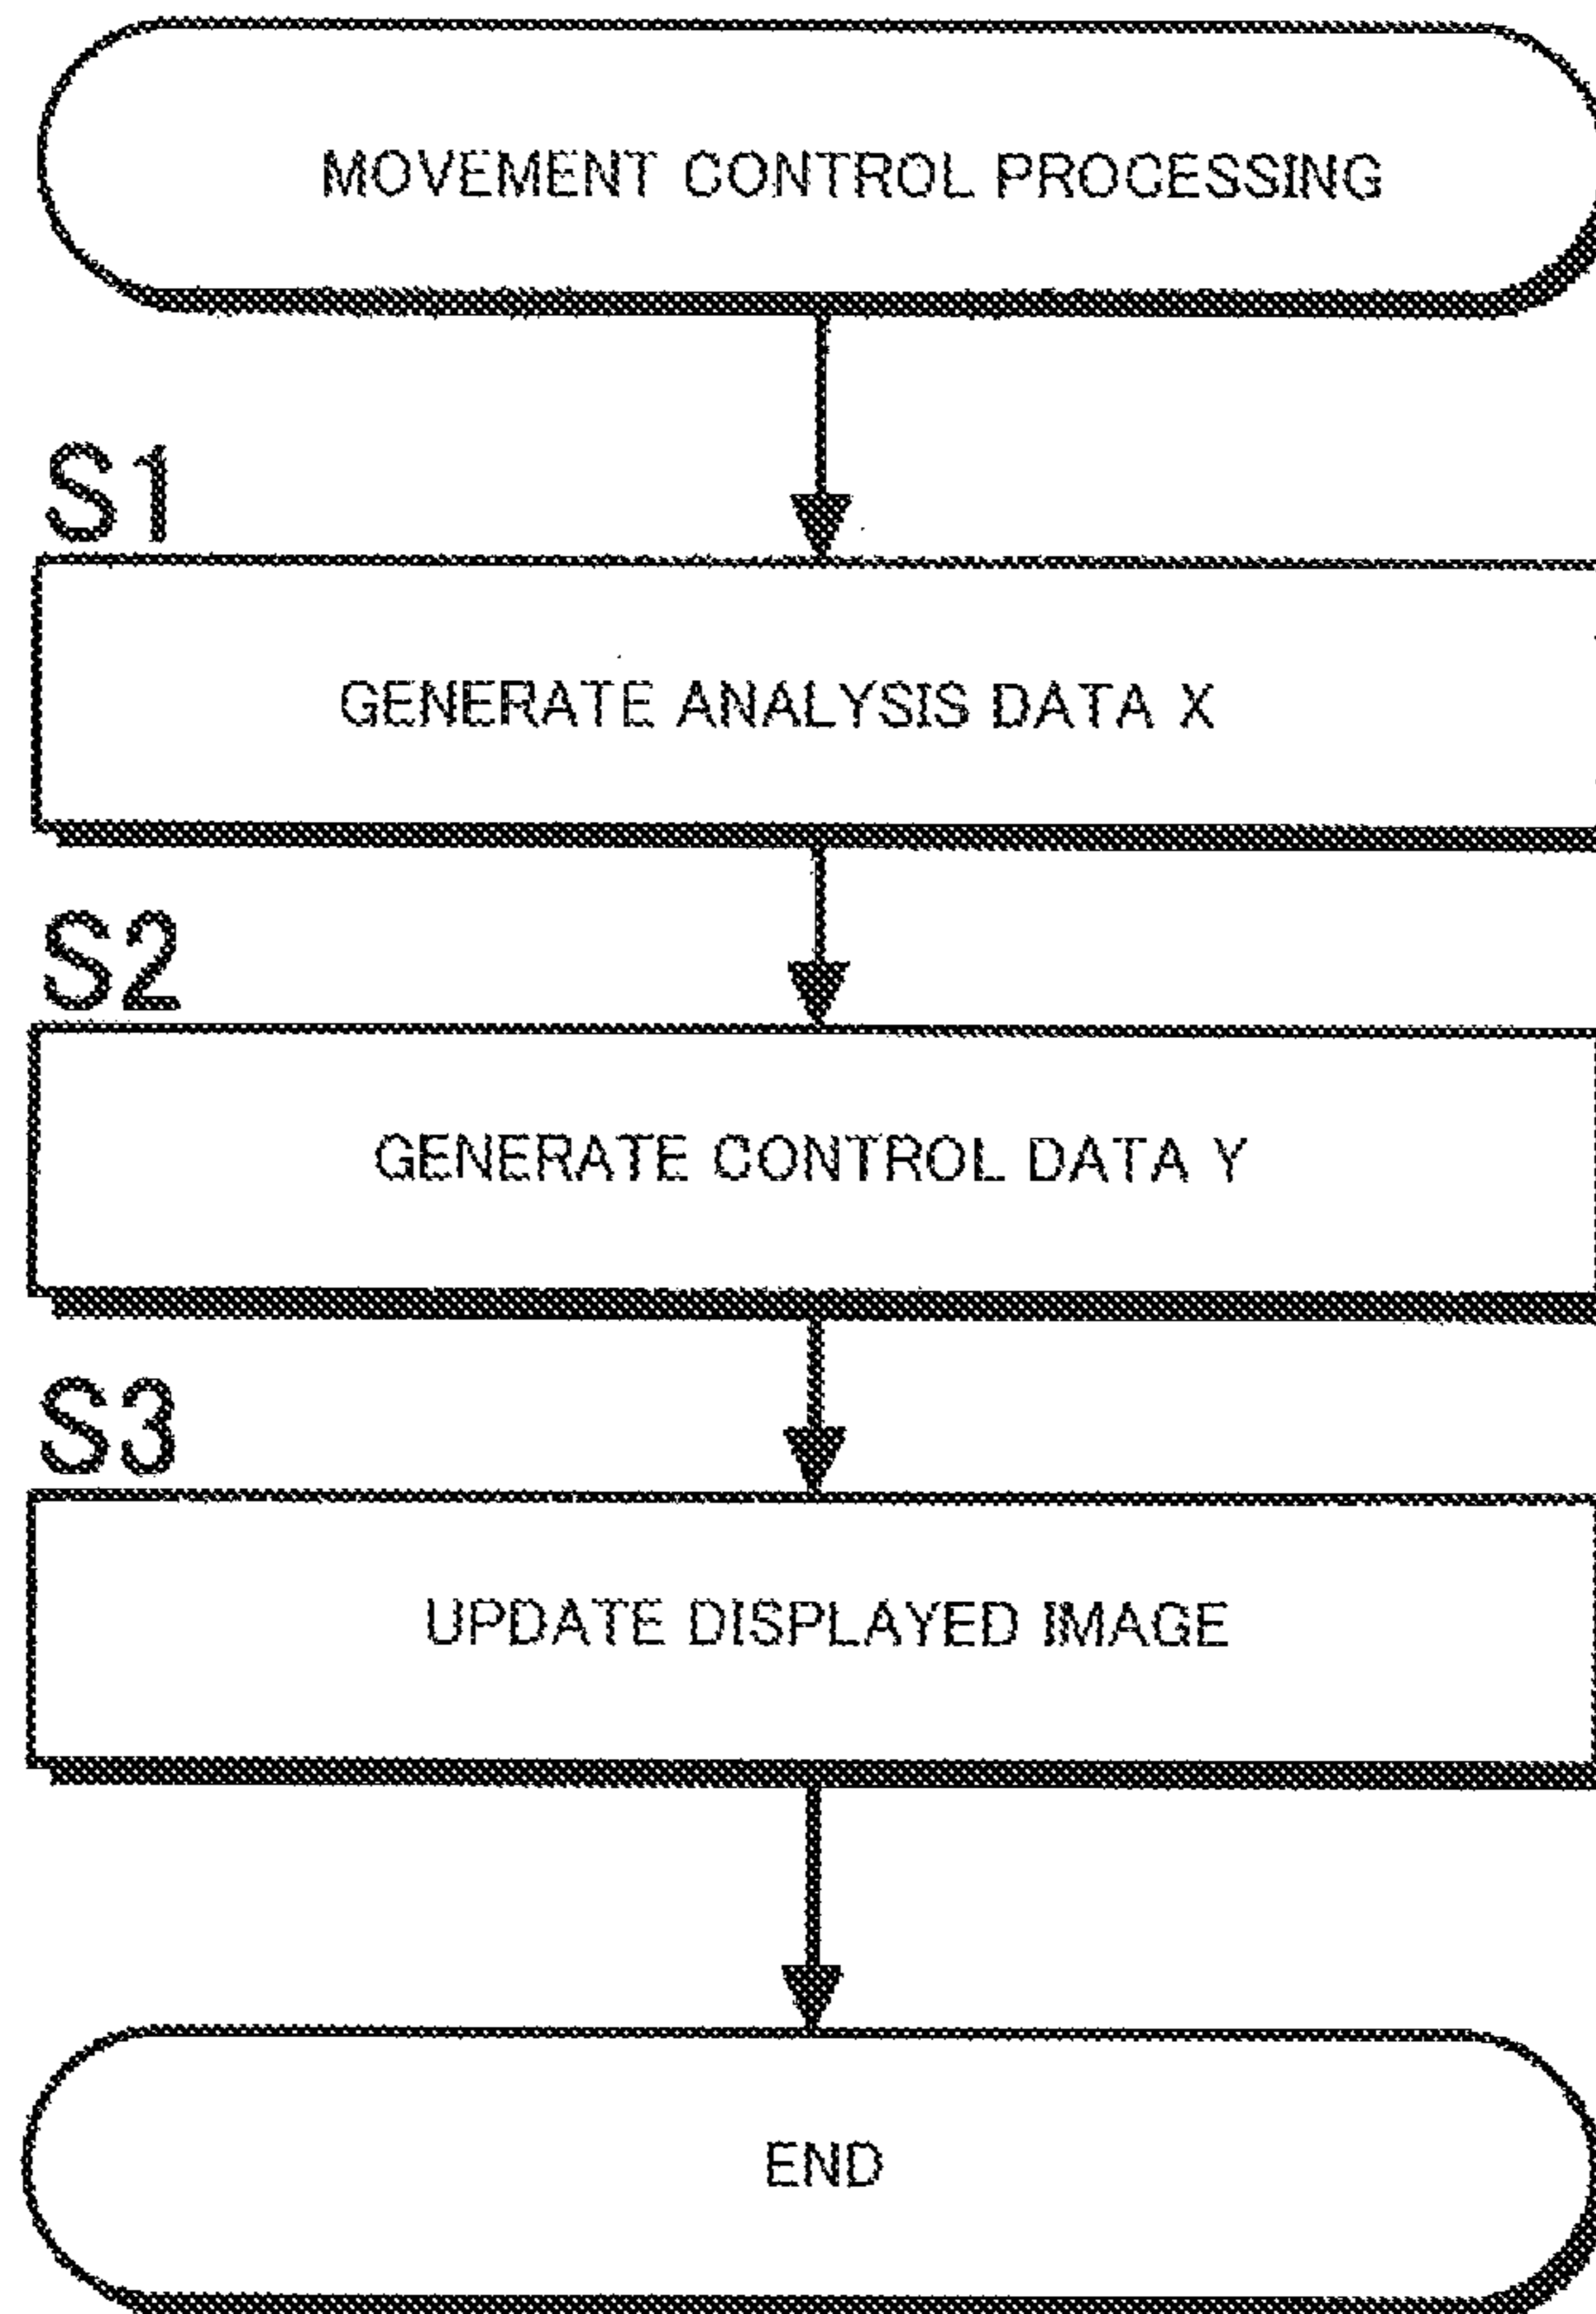 MOVEMENT CONTROL PROCESSING
S1
GENERATE ANALYSIS DATA X
S2
GENERATE CONTROL DATA Y
S3
UPDATE DISPLAYED IMAGE
END